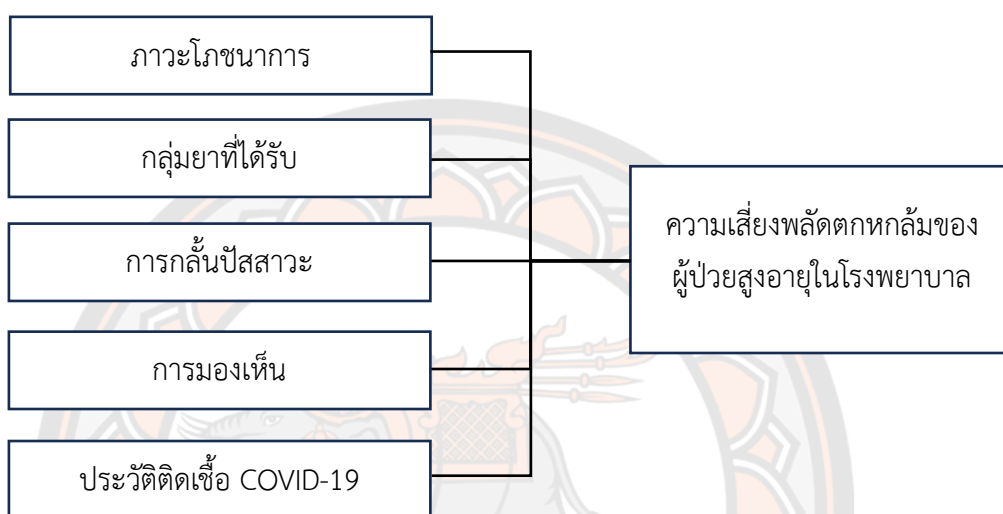 ภาวะโภชนาการ
กลุ่มยาที่ได้รับ
การกลั้นปัสสาวะ
การมองเห็น
ประวัติติดเชื้อ COVID-19
ความเสี่ยงพลัดตกหกล้มของ
ผู้ป่วยสูงอายุในโรงพยาบาล